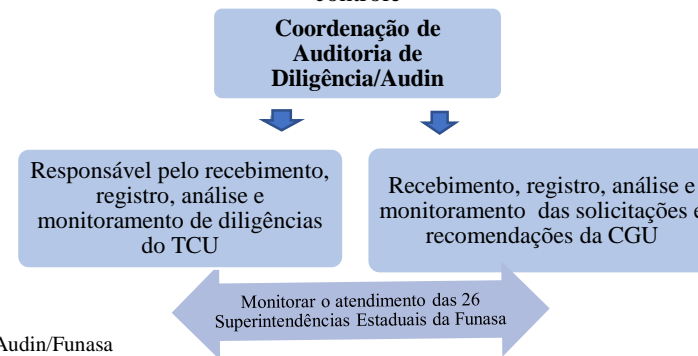 Coordenação de
Auditoria de
Diligência/Audin
Responsável pelo recebimento,
registro, análise e
monitoramento de diligências
do TCU
Recebimento, registro, análise e
monitoramento das solicitações e
recomendações da CGU
Monitorar o atendimento das 26
Superintendências Estaduais da Funasa
Audin/Funasa